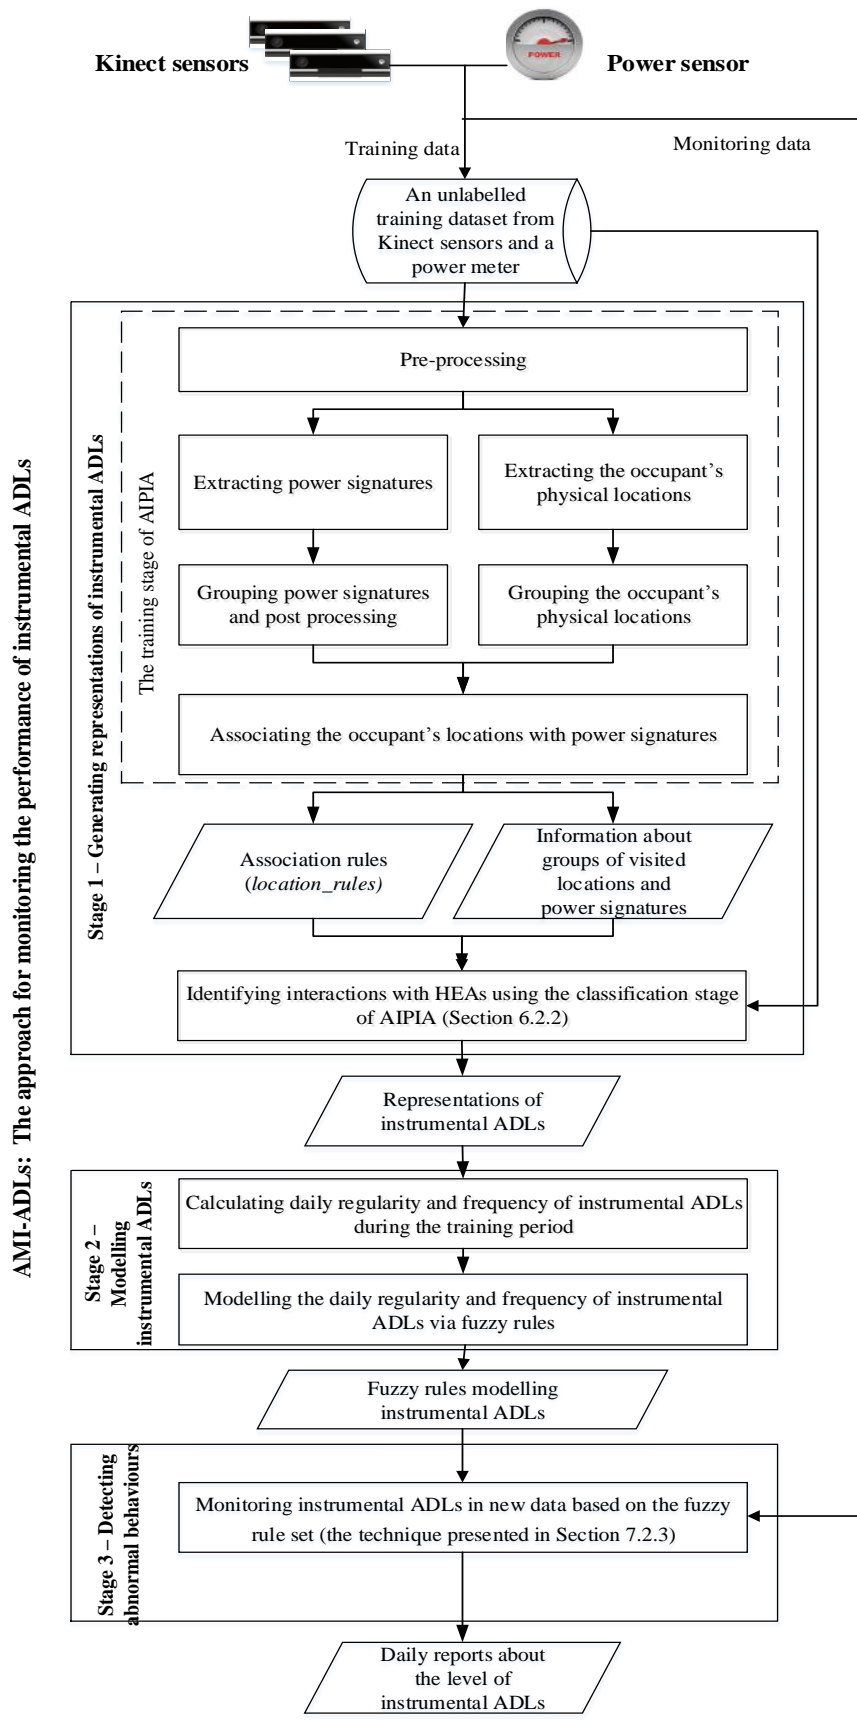 Kinect sensors
POWER
Power sensor
Training data
Monitoring data
An
unlabelled
training dataset from
Kinect sensors and a
power meter
AMI-ADLs: The approach for monitoring the performance of instrumental ADLs
Stage 1 – Generating representations of instrumental ADLs
The training stage of AIPIA
Pre-processing
Extracting power signatures
Extracting the occupant’s
physical locations
Grouping power signatures
and post processing
Grouping the occupant’s
physical locations
Associating the occupant’s locations with power signatures
Association rules
(location_rules)
Information about
groups of visited
locations and
power signatures
Identifying interactions with HEAs using the classification stage
of AIPIA (Section 6.2.2)
Representations of
instrumental ADLs
Stage 2 –
Modelling
instrumental ADLs
Calculating daily regularity and frequency of instrumental ADLs
during the training period
Modelling the daily regularity and frequency of instrumental
ADLs via fuzzy rules
Fuzzy rules modelling
instrumental ADLs
Stage 3 – Detecting
abnormal behaviours
Monitoring instrumental ADLs in new data based on the fuzzy
rule set (the technique presented in Section 7.2.3)
Daily reports about
the level of
instrumental ADLs